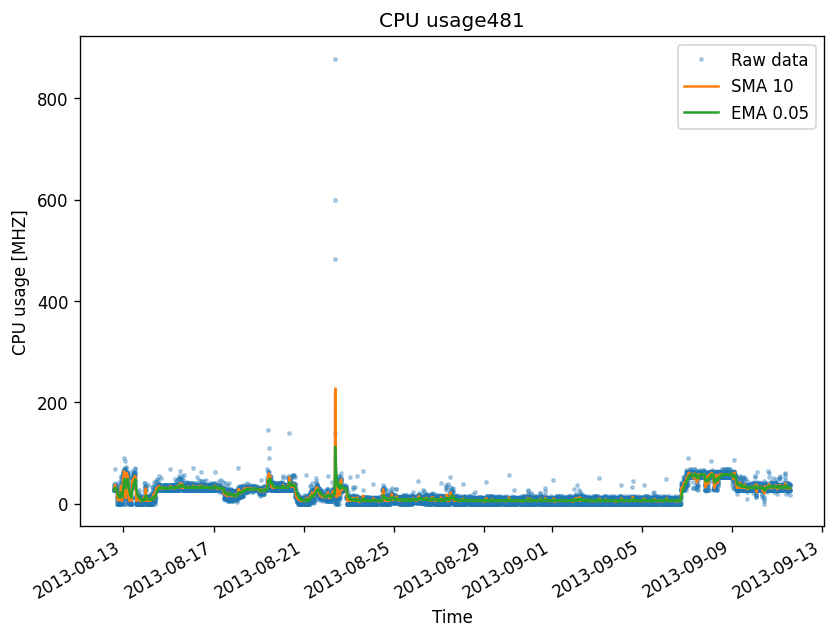 CPU usage481
Raw data
SMA 10
EMA 0.05
CPU usage [MHZ]
800
600
400
200
0
2013-08-13
2013-08-17
2013-08-21
2013-08-25
2013-08-29
2013-09-01
2013-09-05
2013-09-09
2013-09-13
Time